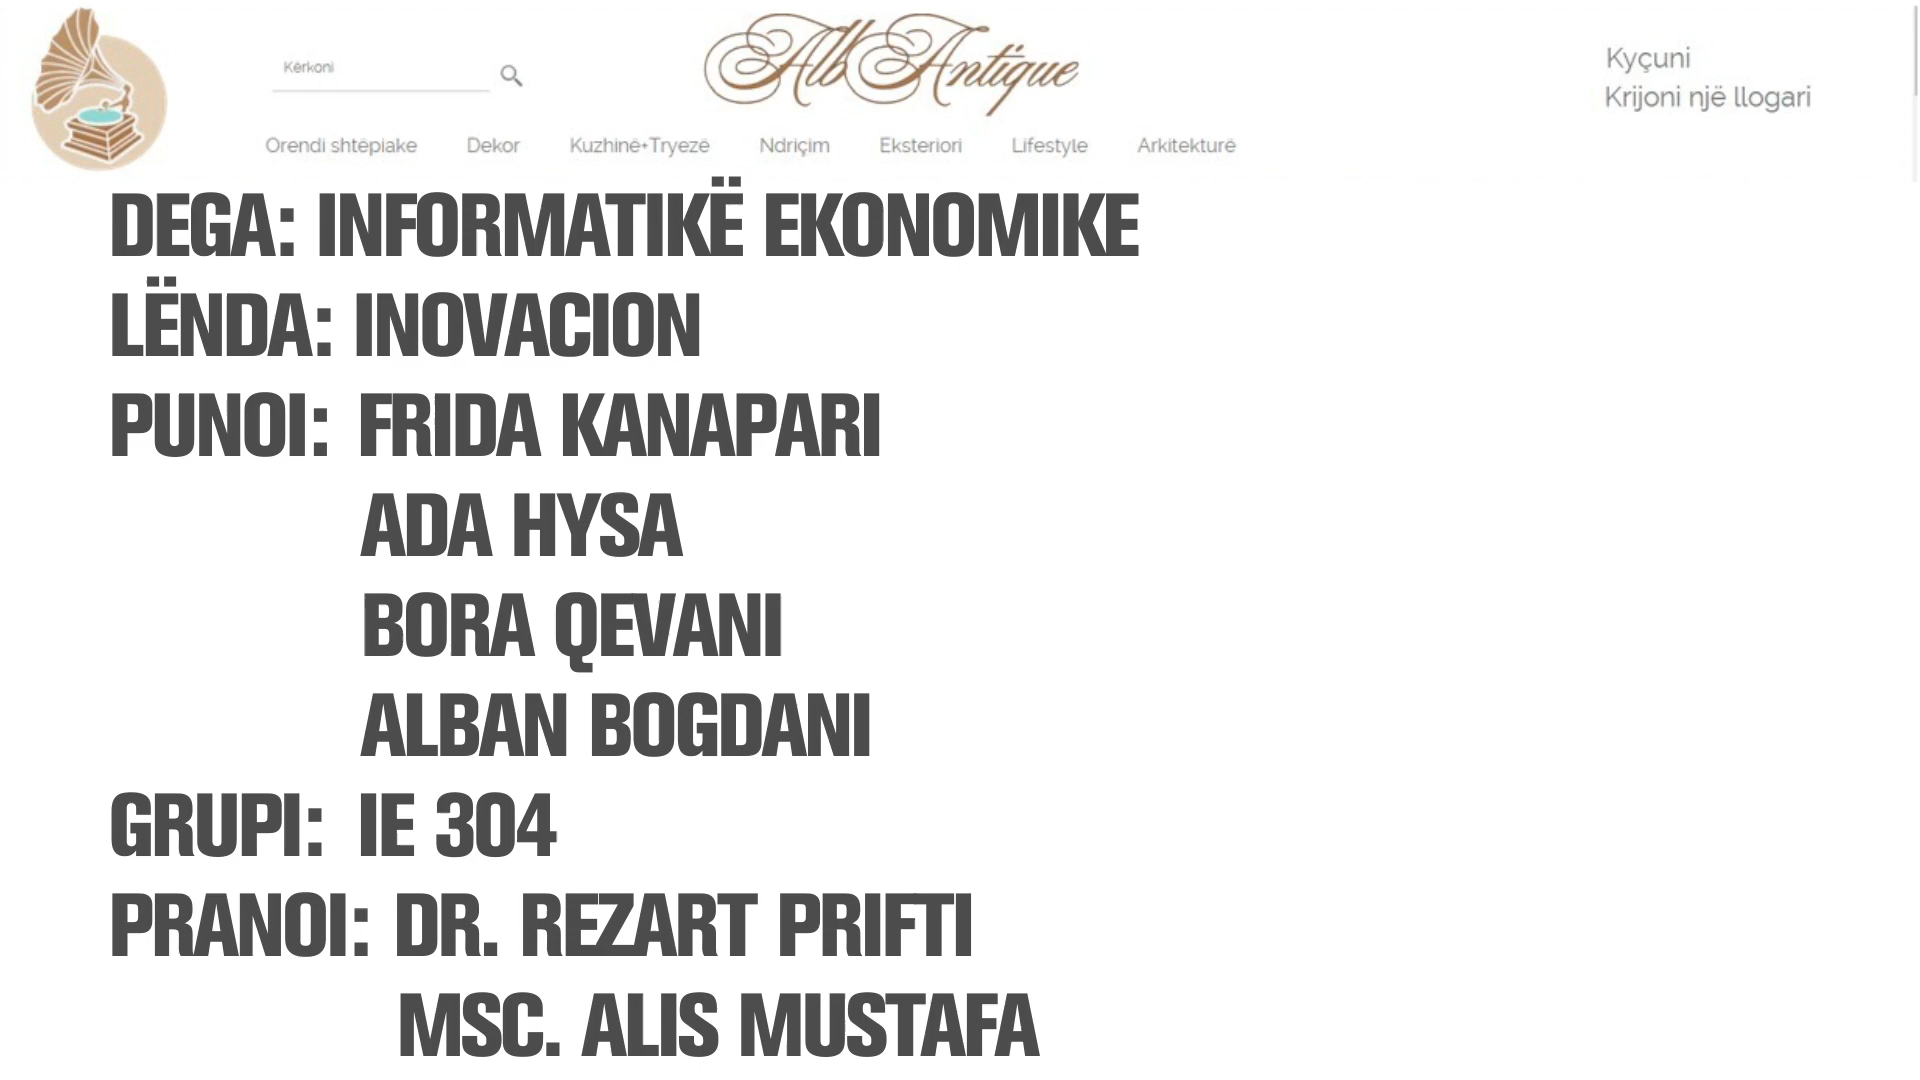 Kërkoni
AlbAntique
Kyçuni
Krijoni një llogari
Orendi shtëpiake Dekor Kuzhinë+Tryezë Ndriçim Eksteriori Lifestyle Arkitekturë
DEGA: INFORMATIKË EKONOMIKE
LËNDA: INOVACION
PUNOI: FRIDA KANAPARI
ADA HYSA
BORA QEVANI
ALBAN BOGDANI
GRUPI: IE 304
PRANOI: DR. REZART PRIFTI
MSC. ALIS MUSTAFA